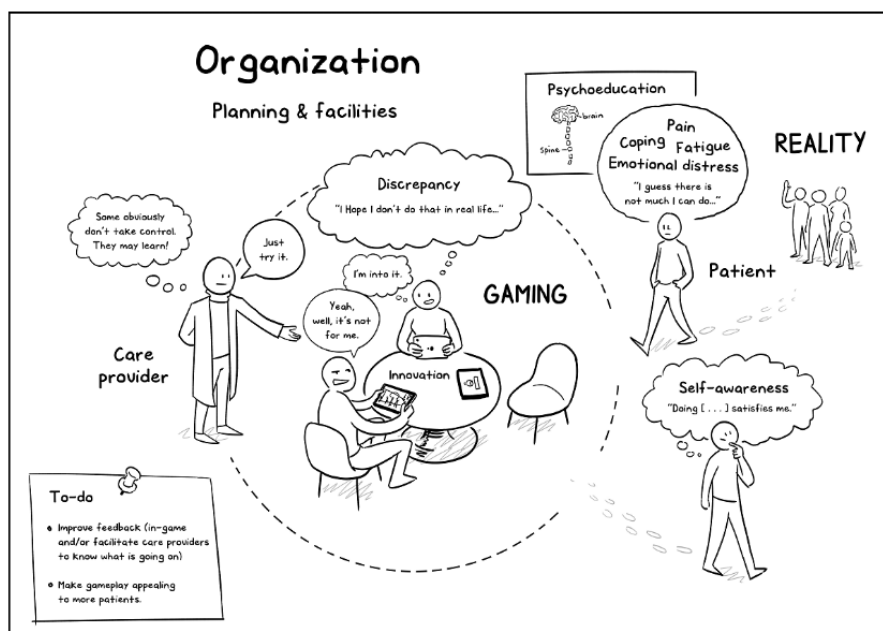 Organization
Planning & facilities
Psychoeducation
brain
Spine
Pain
Coping Fatigue
Emotional distress
"I guess there is
not much I can do..."
REALITY
Patient
Discrepancy
"I Hope I don't do that in real life..."
Some obviously
don't take control.
They may learn!
Just
try it.
I'm into it.
Yeah,
well, it's not
for me.
GAMING
Innovation
Care
provider
Self-awareness
"Doing [ . . . ] satisfies me."
To-do
• Improve feedback (in-game
and/or facilitate care providers
to know what is going on)
• Make gameplay appealing
to more patients.